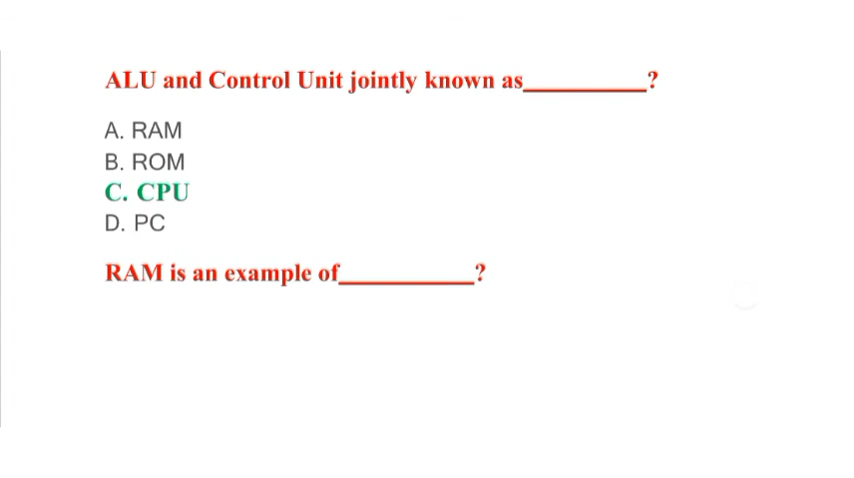 ALU and Control Unit jointly known as__________?
A. RAM
B. ROM
C. CPU
D. PC
RAM is an example of___________?